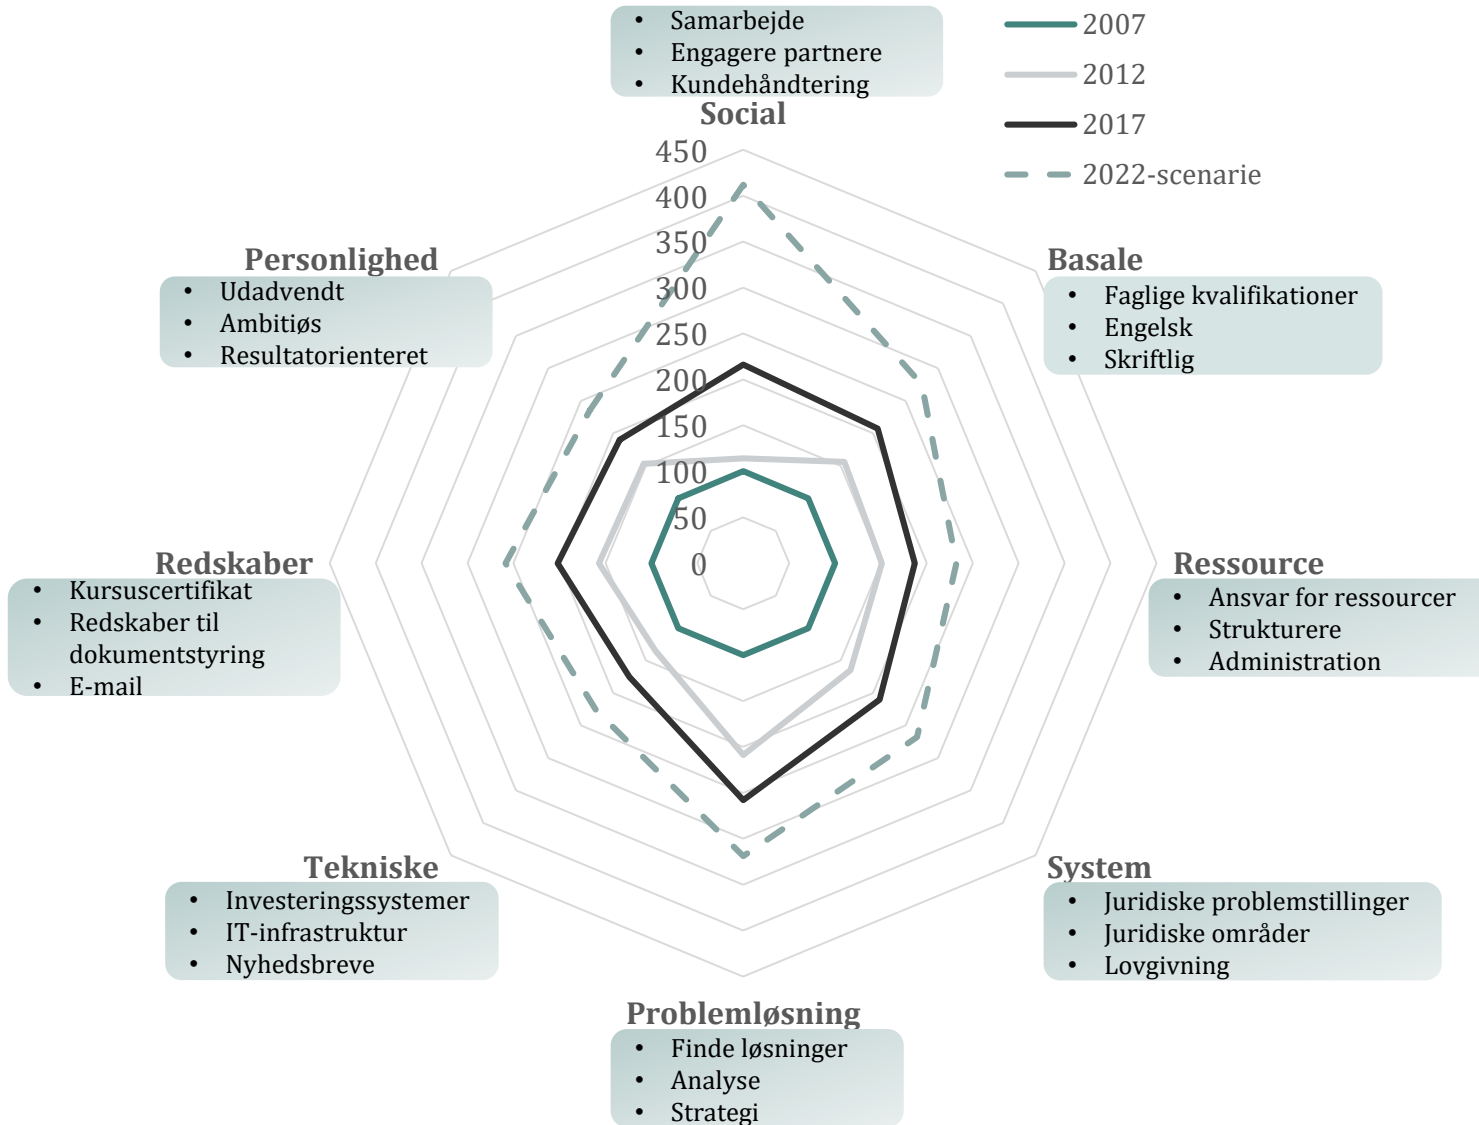 • Samarbejde
• Engagere partnere
• Kundehåndtering
Social
2007
2012
2017
2022-scenarie
450
400
350
300
250
200
150
100
50
0
Personlighed
• Udadvendt
• Ambitiøs
• Resultatorienteret
Basale
• Faglige kvalifikationer
• Engelsk
• Skriftlig
Redskaber
• Kursuscertifikat
• Redskaber til
dokumentstyring
• E-mail
Ressource
• Ansvar for ressourcer
• Strukturere
• Administration
Tekniske
• Investeringssystemer
• IT-infrastruktur
• Nyhedsbreve
System
• Juridiske problemstillinger
• Juridiske områder
• Lovgivning
Problemløsning
• Finde løsninger
• Analyse
• Strategi